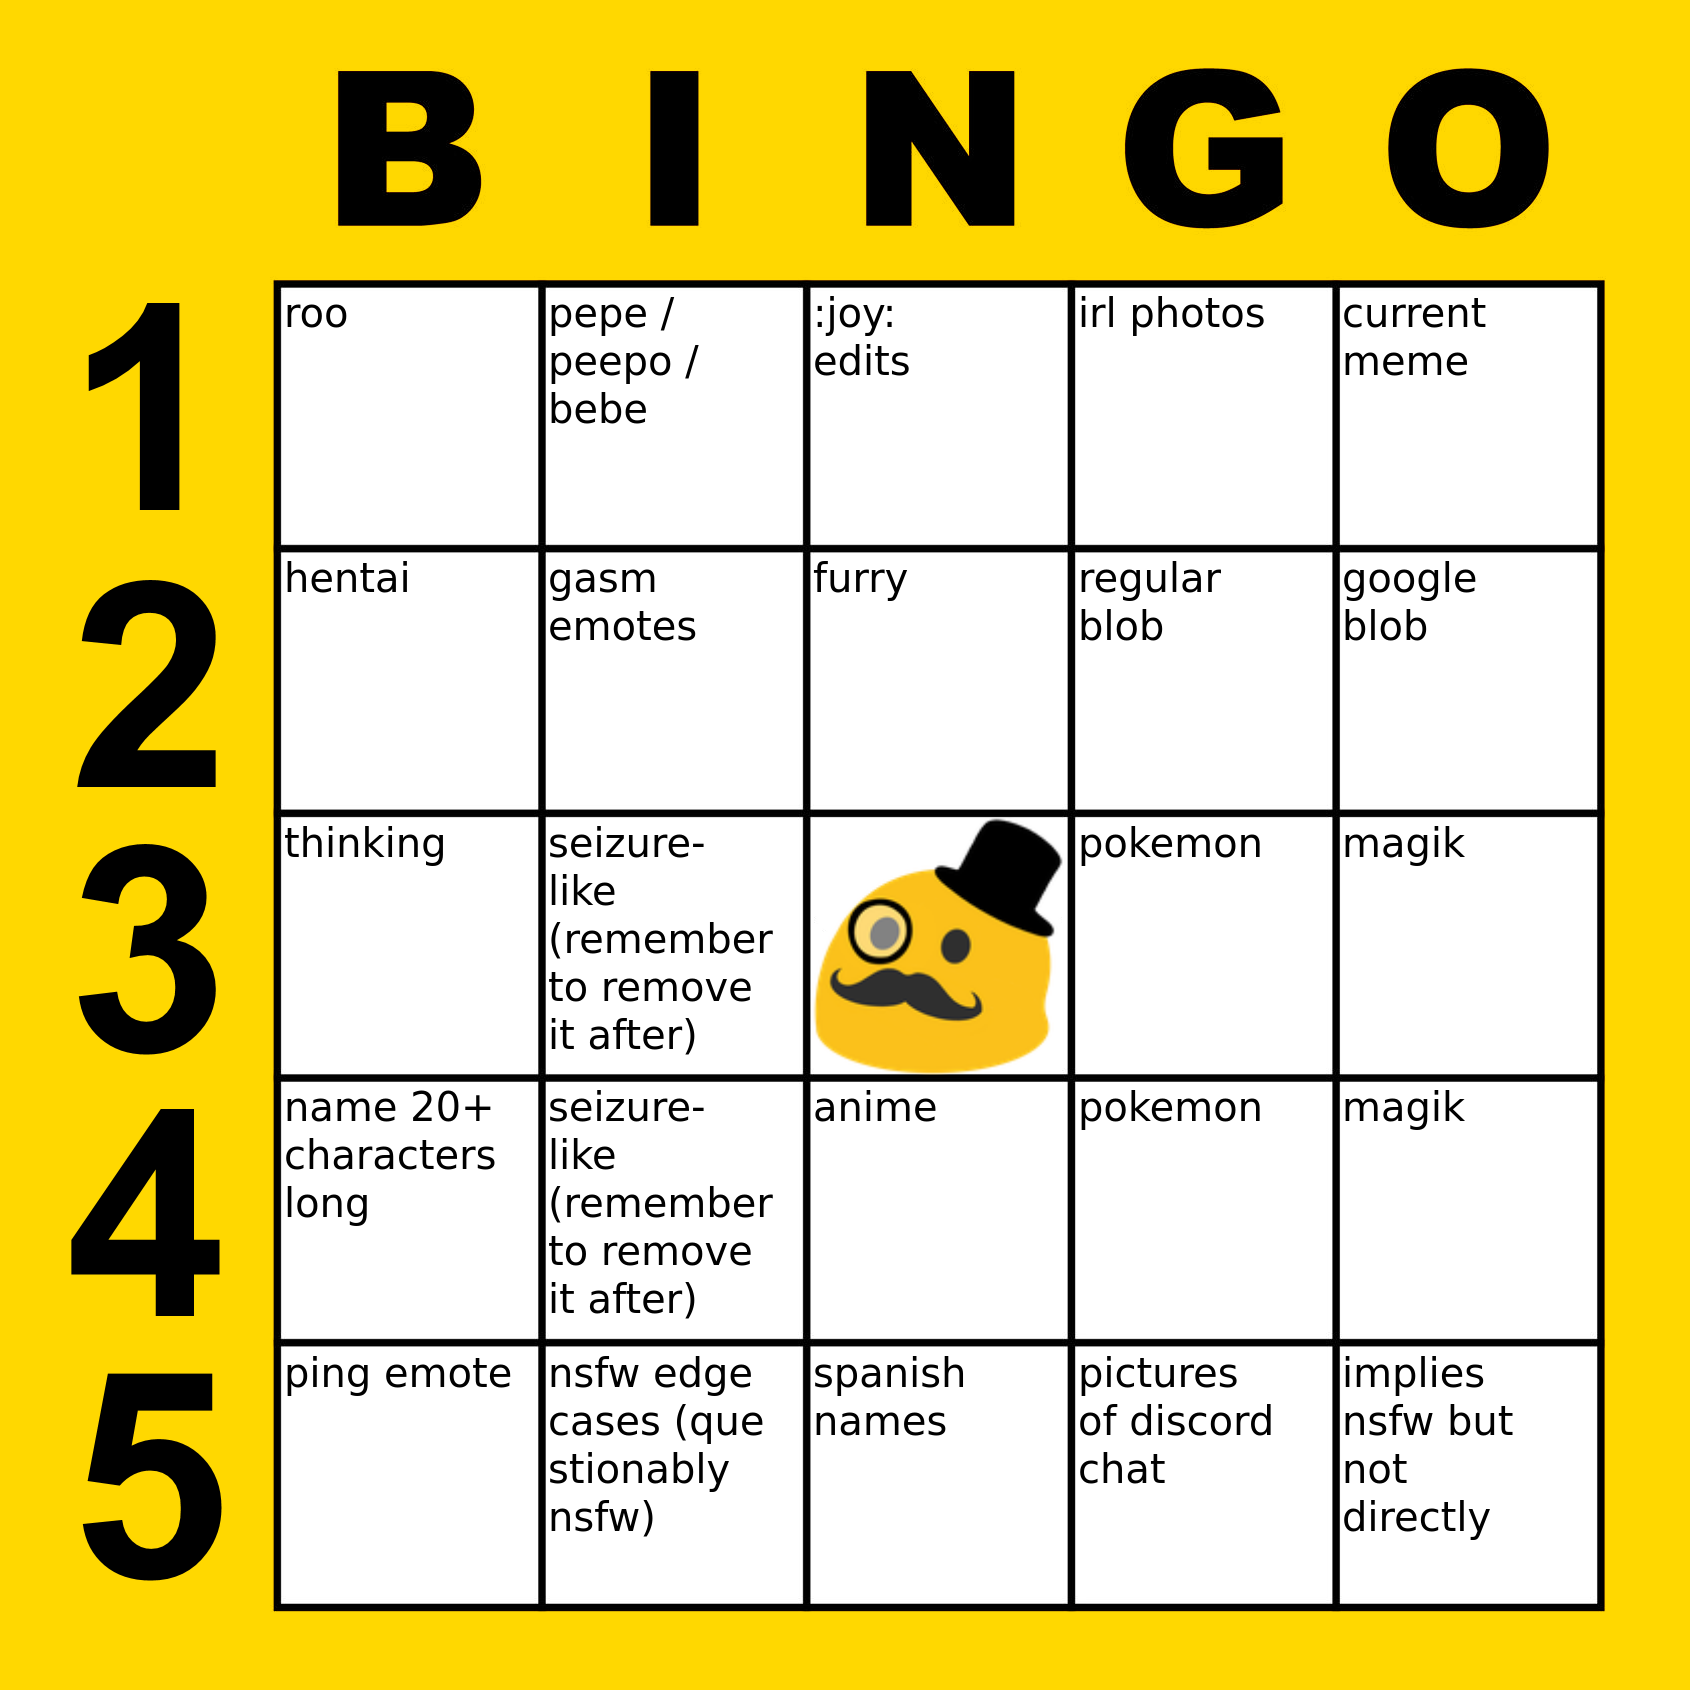 B I N G O
1
roo
pepe /
peepo /
bebe
:joy:
edits
irl photos
current
meme
2
hentai
gasm
emotes
furry
regular
blob
google
blob
3
thinking
seizure-
like
(remember
to remove
it after)
pokemon
magik
4
name 20+
characters
long
seizure-
like
(remember
to remove
it after)
anime
pokemon
magik
5
ping emote
nsfw edge
cases (que
stionably
nsfw)
spanish
names
pictures
of discord
chat
implies
nsfw but
not
directly